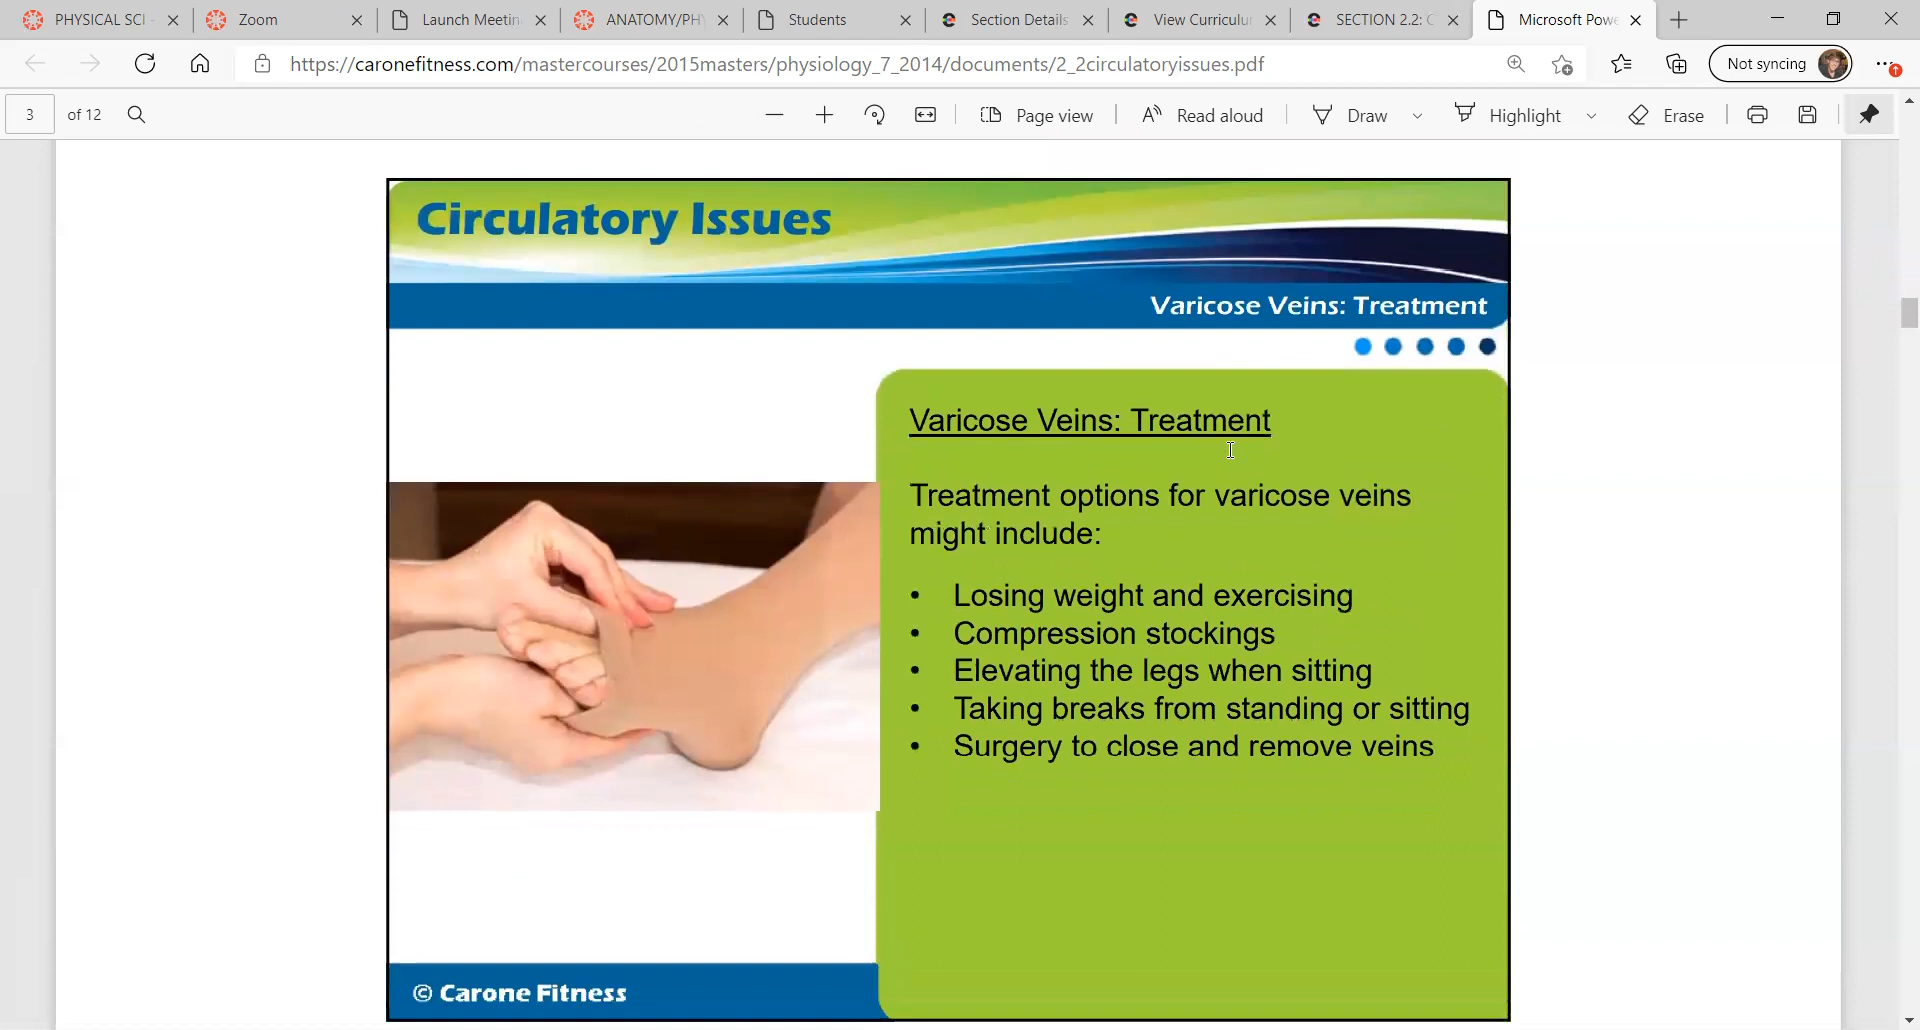 PHYSICAL SCI -
Zoom
Launch Meetin
ANATOMY/PHY
Students
Section Details
View Curriculur
SECTION 2.2: C
Microsoft Powe
https://caronefitness.com/mastercourses/2015masters/physiology_7_2014/documents/2_2circulatoryissues.pdf
Not syncing
3 of 12
Page view
Read aloud
Draw
Highlight
Erase
Circulatory Issues
Varicose Veins: Treatment
Varicose Veins: Treatment
Treatment options for varicose veins
might include:
• Losing weight and exercising
• Compression stockings
• Elevating the legs when sitting
• Taking breaks from standing or sitting
• Surgery to close and remove veins
© Carone Fitness